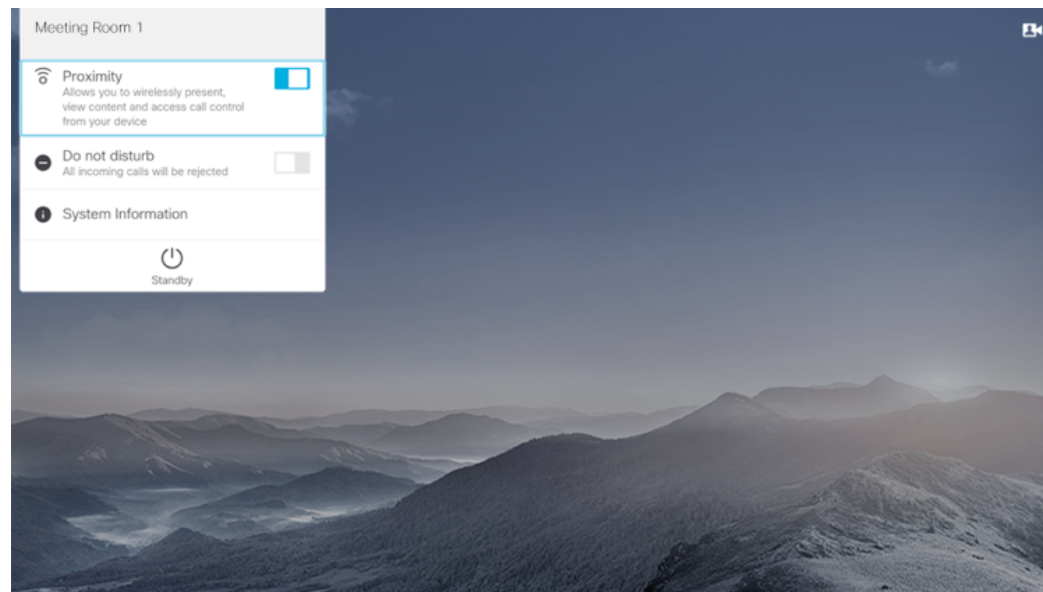 Meeting Room 1
Proximity
Allows you to wirelessly present,
view content and access call control
from your device
Do not disturb
All incoming calls will be rejected
System Information
Standby